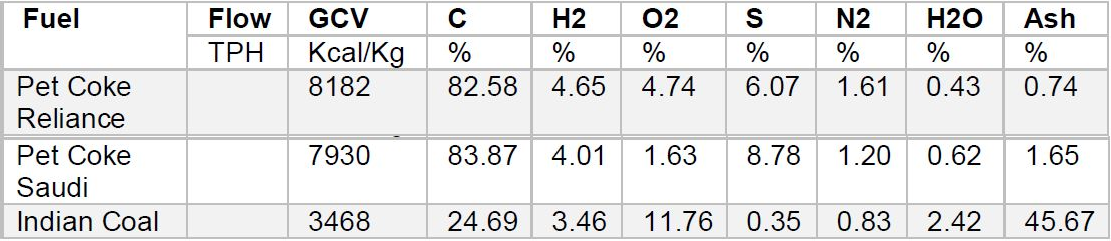 Fuel Flow GCV C H2 O2 S N2 H2O Ash
TPH Kcal/Kg % % % % % % %
Pet Coke 8182 82.58 4.65 4.74 6.07 1.61 0.43 0.74
Reliance
Pet Coke 7930 83.87 4.01 1.63 8.78 1.20 0.62 1.65
Saudi
Indian Coal 3468 24.69 3.46 11.76 0.35 0.83 2.42 45.67